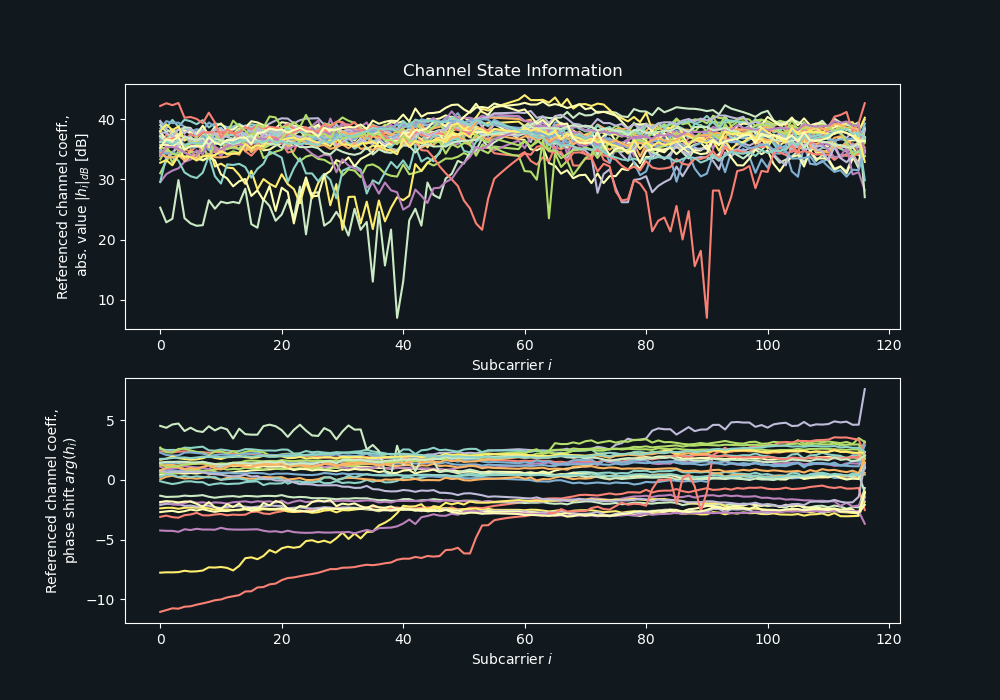 Channel State Information
Referenced channel coeff.,
abs. value |h_i|_dB [dB]
40
30
20
10
0 20 40 60 80 100 120
Subcarrier i
Referenced channel coeff.,
phase shift arg(h_i)
5
0
−5
−10
0 20 40 60 80 100 120
Subcarrier i